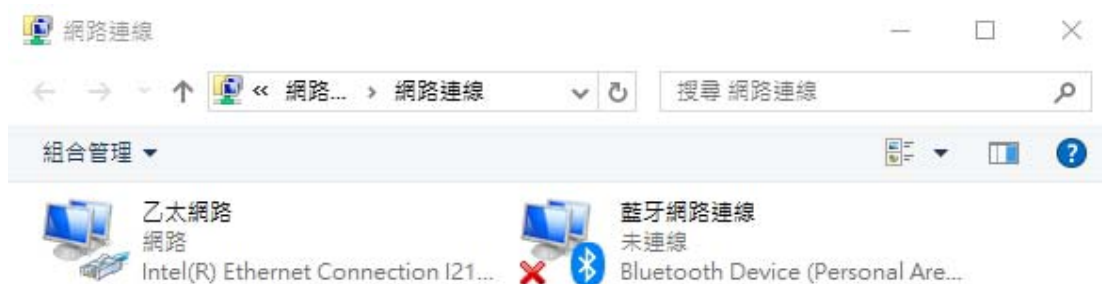 網路連線
« 網路... › 網路連線
搜尋 網路連線
組合管理
乙太網路
網路
Intel(R) Ethernet Connection I21...
藍牙網路連線
未連線
Bluetooth Device (Personal Are...